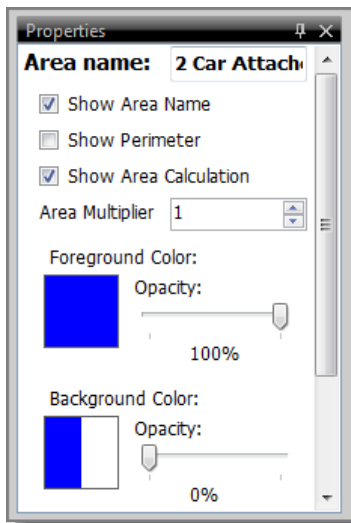 Properties
Area name: 2 Car Attach
Show Area Name
Show Perimeter
Show Area Calculation
Area Multiplier 1
Foreground Color:
Opacity:
100%
Background Color:
Opacity:
0%